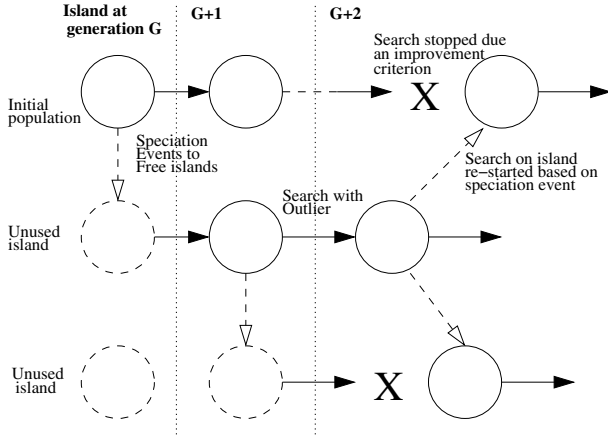 Island at
generation G
G+1
G+2
Search stopped due
an improvement
criterion
X
Initial
population
Speciation
Events to
Free islands
Search on island
re-started based on
speciation event
Search with
Outlier
Unused
island
Unused
island
X